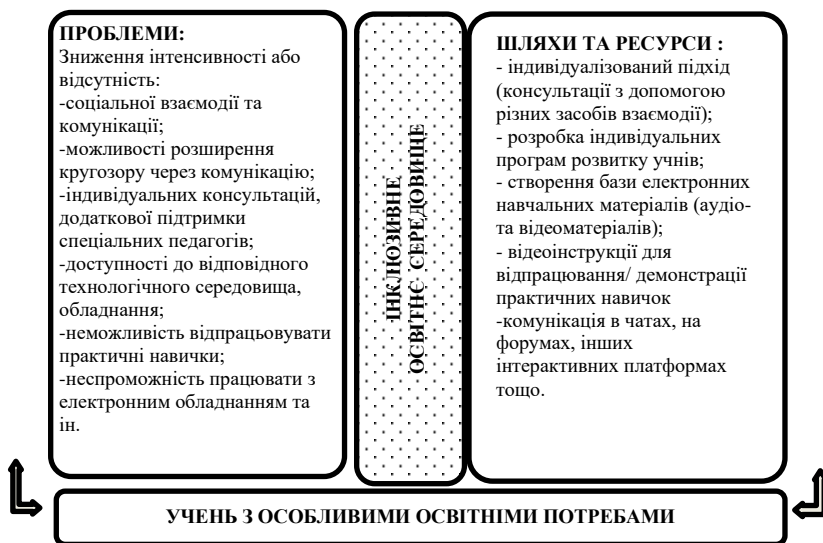 ПРОБЛЕМИ:
Зниження інтенсивності або
відсутність:
-соціальної взаємодії та
комунікації;
-можливості розширення
кругозору через комунікацію;
-індивідуальних консультацій,
додаткової підтримки
спеціальних педагогів;
-доступності до відповідного
технологічного середовища,
обладнання;
-неможливість відпрацьовувати
практичні навички;
-неспроможність працювати з
електронним обладнанням та
ін.
ІНКЛЮЗИВНЕ
ОСВІТНЄ СЕРЕДОВИЩЕ
ШЛЯХИ ТА РЕСУРСИ :
- індивідуалізований підхід
(консультації з допомогою
різних засобів взаємодії);
- розробка індивідуальних
програм розвитку учнів;
- створення бази електронних
навчальних матеріалів (аудіо-
та відеоматеріалів);
- відеоінструкції для
відпрацювання/ демонстрації
практичних навичок
-комунікація в чатах, на
форумах, інших
інтерактивних платформах
тощо.
УЧЕНЬ З ОСОБЛИВИМИ ОСВІТНІМИ ПОТРЕБАМИ